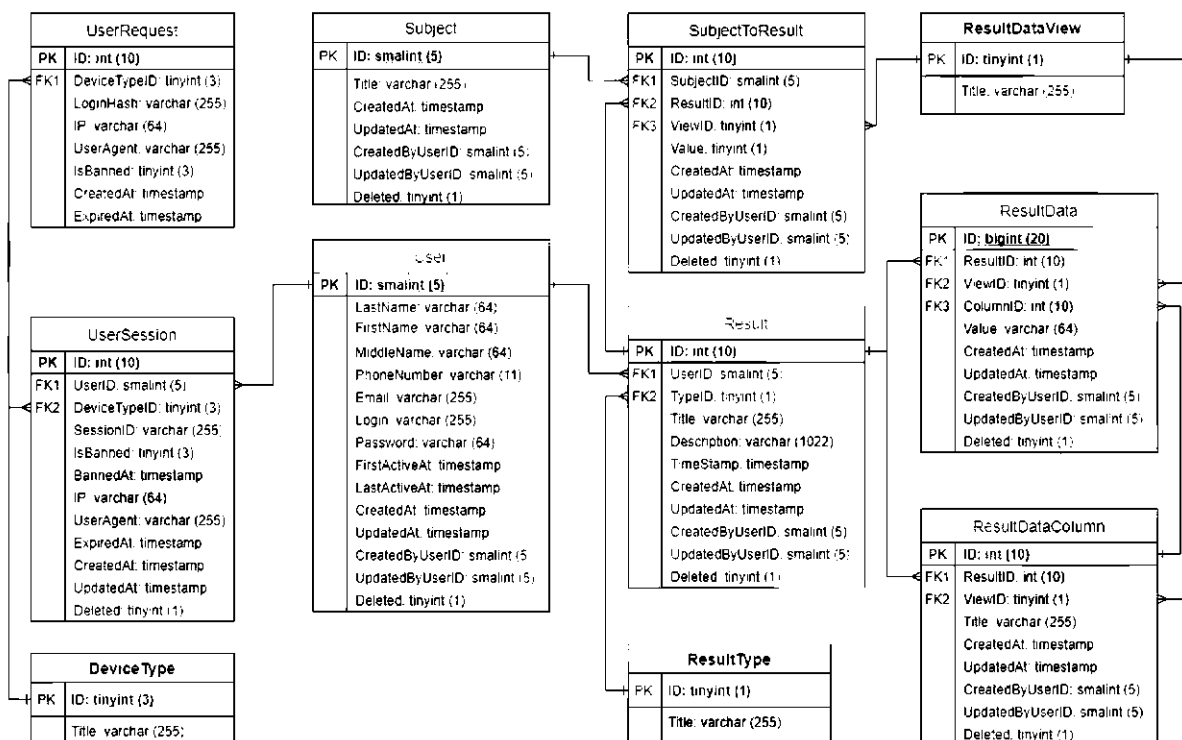 UserRequest
PK ID: int (10)
FK1 DeviceTypeID: tinyint (3)
LoginHash: varchar (255)
IP: varchar (64)
UserAgent: varchar (255)
IsBanned: tinyint (3)
CreatedAt: timestamp
ExpiredAt: timestamp
UserSession
PK ID: int (10)
FK1 UserID: smalint (5)
FK2 DeviceTypeID: tinyint (3)
SessionID: varchar (255)
IsBanned: tinyint (3)
BannedAt: timestamp
IP: varchar (64)
UserAgent: varchar (255)
ExpiredAt: timestamp
CreatedAt: timestamp
UpdatedAt: timestamp
Deleted: tinyint (1)
DeviceType
PK ID: tinyint (3)
Title: varchar (255)
Subject
PK ID: smalint (5)
Title: varchar (255)
CreatedAt: timestamp
UpdatedAt: timestamp
CreatedByUserID: smalint (5)
UpdatedByUserID: smalint (5)
Deleted: tinyint (1)
User
PK ID: smalint (5)
LastName: varchar (64)
FirstName: varchar (64)
MiddleName: varchar (64)
PhoneNumber: varchar (11)
Email: varchar (255)
Login: varchar (255)
Password: varchar (64)
FirstActiveAt: timestamp
LastActiveAt: timestamp
CreatedAt: timestamp
UpdatedAt: timestamp
CreatedByUserID: smalint (5
UpdatedByUserID: smalint (5)
Deleted: tinyint (1)
SubjectToResult
PK ID: int (10)
FK1 SubjectID: smalint (5)
FK2 ResultID: int (10)
FK3 ViewID: tinyint (1)
Value: tinyint (1)
CreatedAt: timestamp
UpdatedAt: timestamp
CreatedByUserID: smalint (5)
UpdatedByUserID: smalint (5)
Deleted: tinyint (1)
Result
PK ID: int (10)
FK1 UserID: smalint (5)
FK2 TypeID: tinyint (1)
Title: varchar (255)
Description: varchar (1022)
TimeStamp: timestamp
CreatedAt: timestamp
UpdatedAt: timestamp
CreatedByUserID: smalint (5)
UpdatedByUserID: smalint (5)
Deleted: tinyint (1)
ResultType
PK ID: tinyint (1)
Title: varchar (255)
ResultDataView
PK ID: tinyint (1)
Title: varchar (255)
ResultData
PK ID: bigint (20)
FK1 ResultID: int (10)
FK2 ViewID: tinyint (1)
FK3 ColumnID: int (10)
Value: varchar (64)
CreatedAt: timestamp
UpdatedAt: timestamp
CreatedByUserID: smalint (5)
UpdatedByUserID: smalint (5)
Deleted: tinyint (1)
ResultDataColumn
PK ID: int (10)
FK1 ResultID: int (10)
FK2 ViewID: tinyint (1)
Title: varchar (255)
CreatedAt: timestamp
UpdatedAt: timestamp
CreatedByUserID: smalint (5)
UpdatedByUserID: smalint (5)
Deleted: tinyint (1)